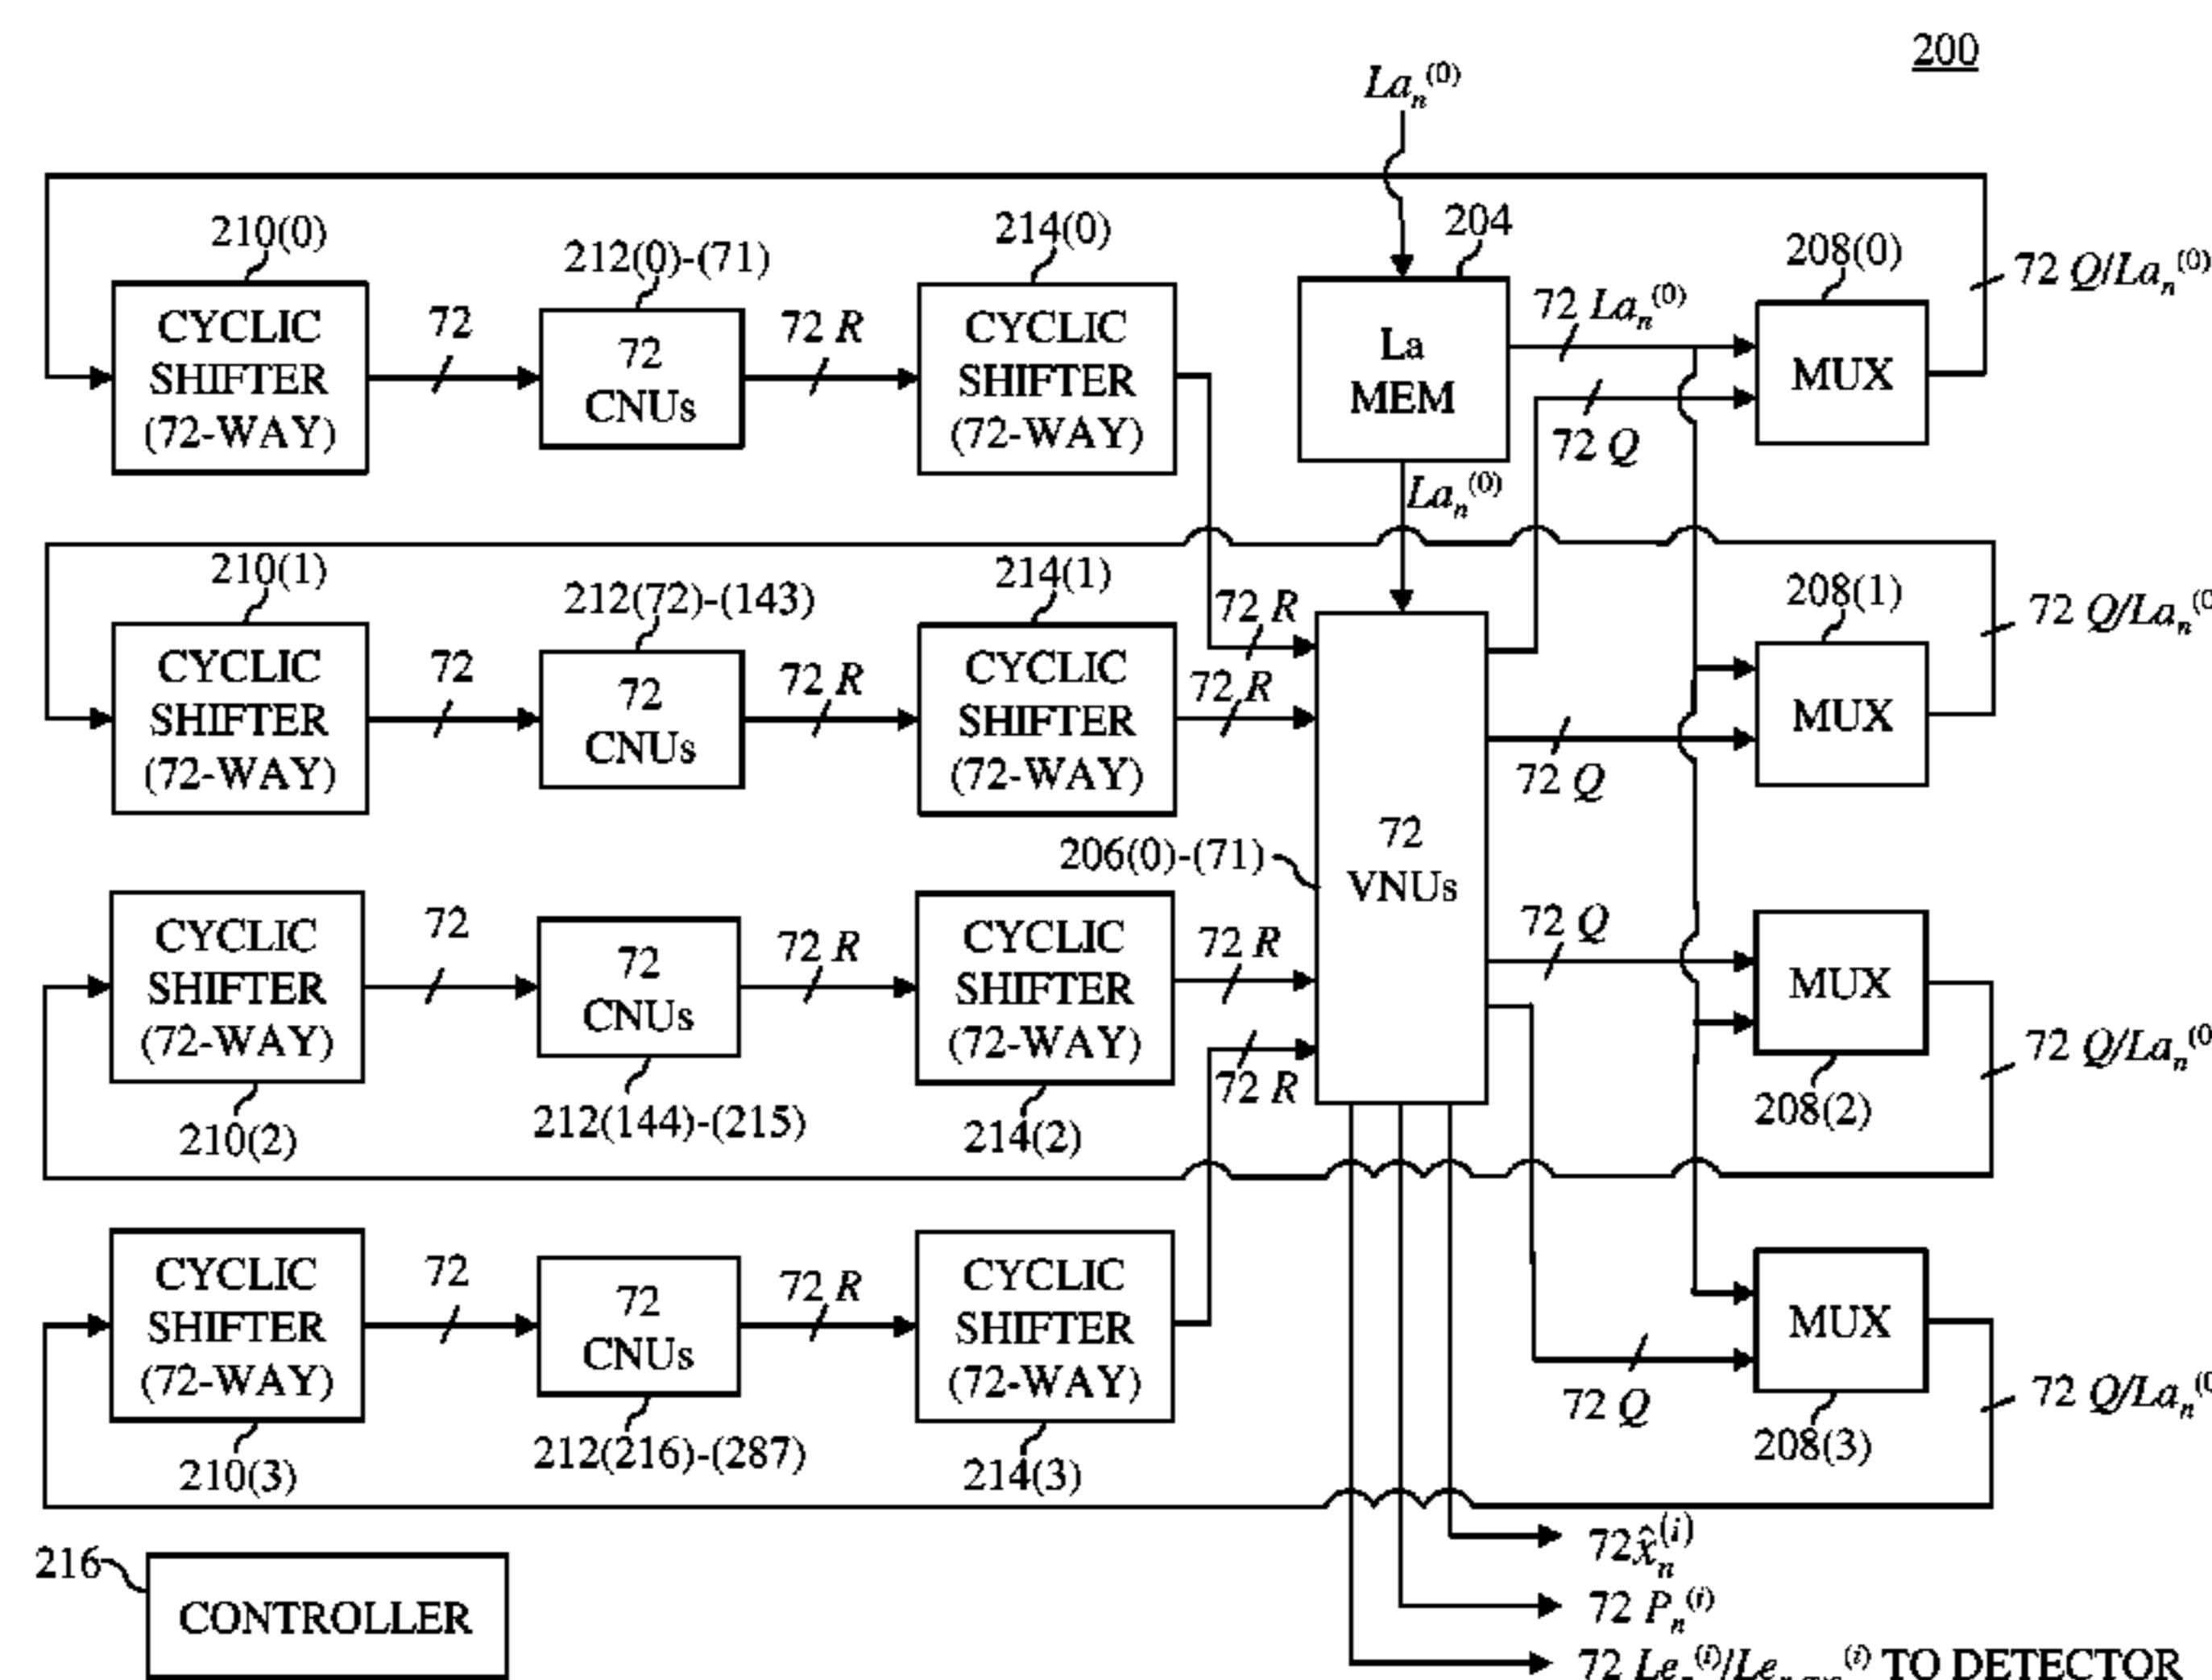 200
La_n^(0)
210(0)
212(0)-(71)
214(0)
204
208(0)
72 Q/La_n^(0)
CYCLIC
SHIFTER
(72-WAY)
72
72
CNUs
72 R
CYCLIC
SHIFTER
(72-WAY)
La
MEM
72 La_n^(0)
MUX
72 Q
La_n^(0)
210(1)
212(72)-(143)
214(1)
72 R
208(1)
72 Q/La_n^(0
CYCLIC
SHIFTER
(72-WAY)
72
72
CNUs
72 R
CYCLIC
SHIFTER
(72-WAY)
72 R
MUX
72 Q
206(0)-(71)
72
VNUs
CYCLIC
SHIFTER
(72-WAY)
72
72
CNUs
72 R
CYCLIC
SHIFTER
(72-WAY)
72 R
72 Q
MUX
72 Q/La_n^(0
72 R
210(2)
212(144)-(215)
214(2)
208(2)
CYCLIC
SHIFTER
(72-WAY)
72
72
CNUs
72 R
CYCLIC
SHIFTER
(72-WAY)
MUX
72 Q
72 Q/La_n^(0
210(3)
212(216)-(287)
214(3)
208(3)
216
CONTROLLER
72 x̂_n^(i)
72 P_n^(i)
72 Le^(i)/Le^(i) TO DETECTOR